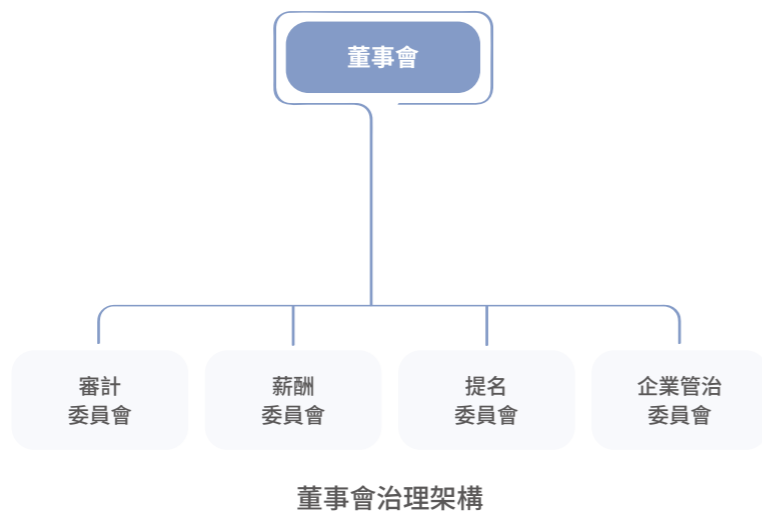 董事會
審計
委員會
薪酬
委員會
提名
委員會
企業管治
委員會
董事會治理架構